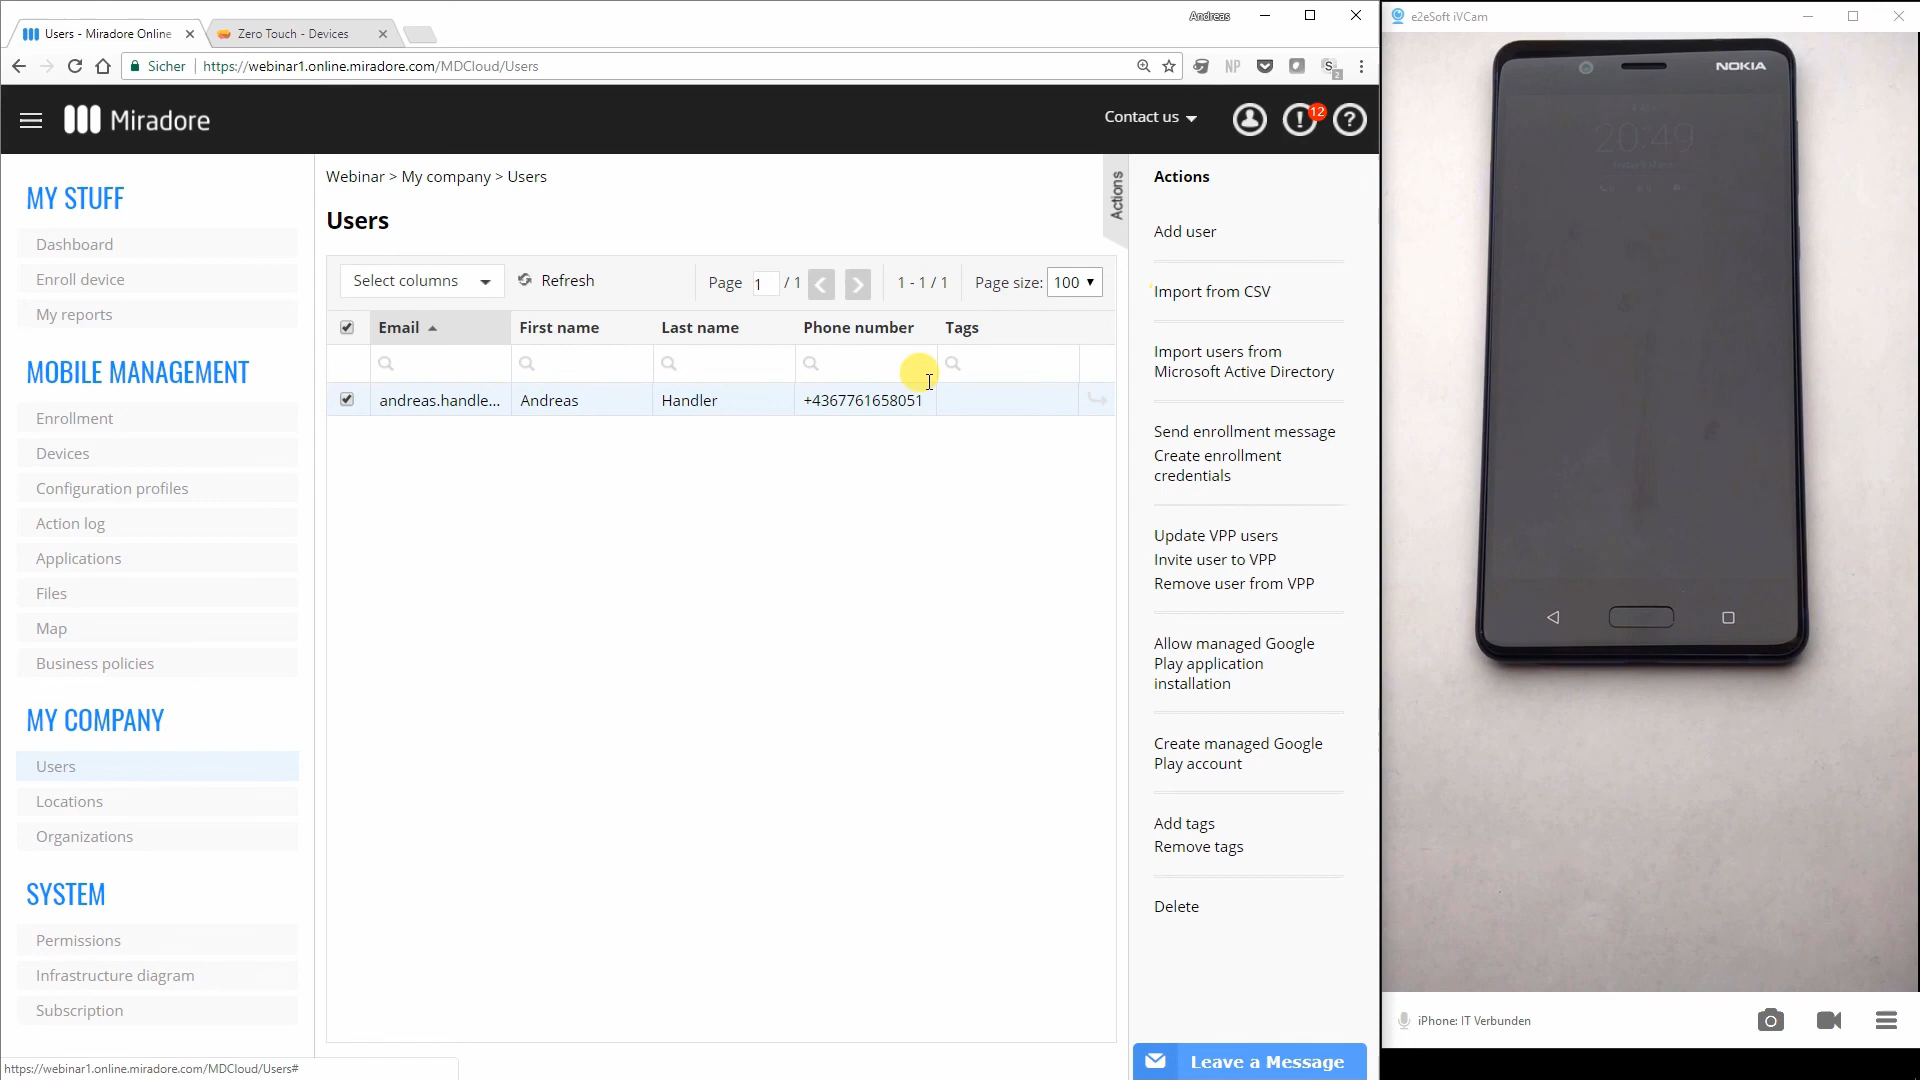 Andreas
Users - Miradore Online
Zero Touch - Devices
Sicher
https://webinar1.online.miradore.com/MDCloud/Users
NP
S
2
Miradore
Contact us
12
MY STUFF
Dashboard
Enroll device
My reports
MOBILE MANAGEMENT
Enrollment
Devices
Configuration profiles
Action log
Applications
Files
Map
Business policies
MY COMPANY
Users
Locations
Organizations
SYSTEM
Permissions
Infrastructure diagram
Subscription
https://webinar1.online.miradore.com/MDCloud/Users#
Webinar > My company > Users
Users
Select columns
Refresh
Page 1 / 1
1 - 1 / 1
Page size: 100
Email First name Last name Phone number Tags
andreas.handle... Andreas Handler +4367761658051
Actions
Actions
Add user
Import from CSV
Import users from
Microsoft Active Directory
Send enrollment message
Create enrollment
credentials
Update VPP users
Invite user to VPP
Remove user from VPP
Allow managed Google
Play application
installation
Create managed Google
Play account
Add tags
Remove tags
Delete
Leave a Message
e2eSoft iVCam
NOKIA
20:49
iPhone: IT Verbunden